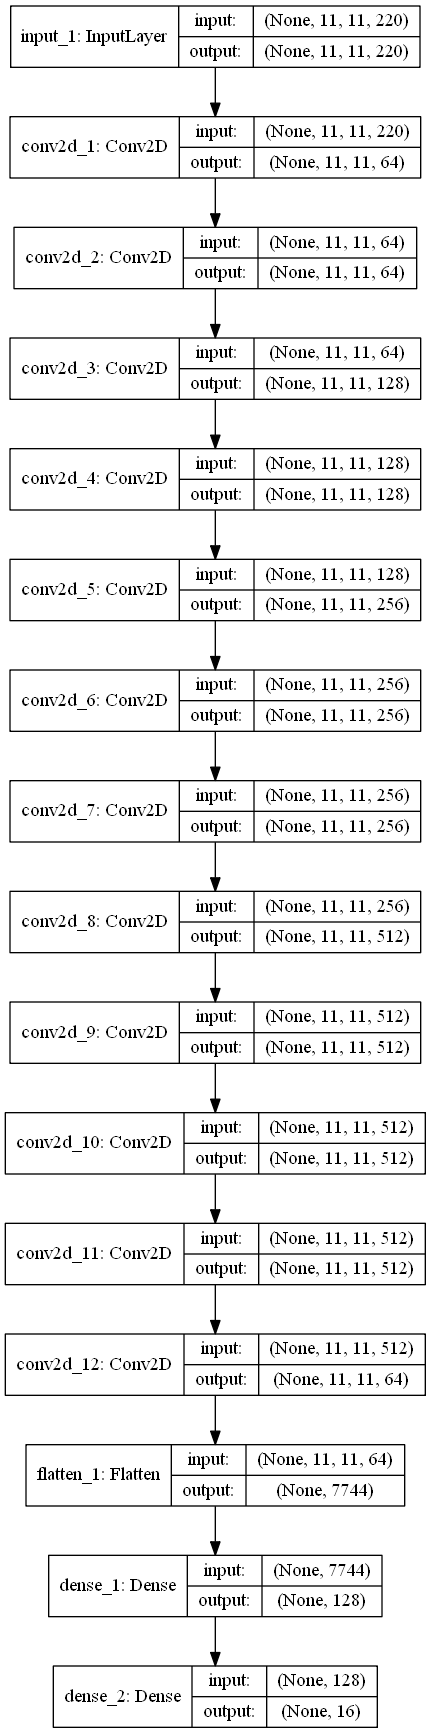 input_1: InputLayer
input: (None, 11, 11, 220)
output: (None, 11, 11, 220)
conv2d_1: Conv2D
input: (None, 11, 11, 220)
output: (None, 11, 11, 64)
conv2d_2: Conv2D
input: (None, 11, 11, 64)
output: (None, 11, 11, 64)
conv2d_3: Conv2D
input: (None, 11, 11, 64)
output: (None, 11, 11, 128)
conv2d_4: Conv2D
input: (None, 11, 11, 128)
output: (None, 11, 11, 128)
conv2d_5: Conv2D
input: (None, 11, 11, 128)
output: (None, 11, 11, 256)
conv2d_6: Conv2D
input: (None, 11, 11, 256)
output: (None, 11, 11, 256)
conv2d_7: Conv2D
input: (None, 11, 11, 256)
output: (None, 11, 11, 256)
conv2d_8: Conv2D
input: (None, 11, 11, 256)
output: (None, 11, 11, 512)
conv2d_9: Conv2D
input: (None, 11, 11, 512)
output: (None, 11, 11, 512)
conv2d_10: Conv2D
input: (None, 11, 11, 512)
output: (None, 11, 11, 512)
conv2d_11: Conv2D
input: (None, 11, 11, 512)
output: (None, 11, 11, 512)
conv2d_12: Conv2D
input: (None, 11, 11, 512)
output: (None, 11, 11, 64)
flatten_1: Flatten
input: (None, 11, 11, 64)
output: (None, 7744)
dense_1: Dense
input: (None, 7744)
output: (None, 128)
dense_2: Dense
input: (None, 128)
output: (None, 16)